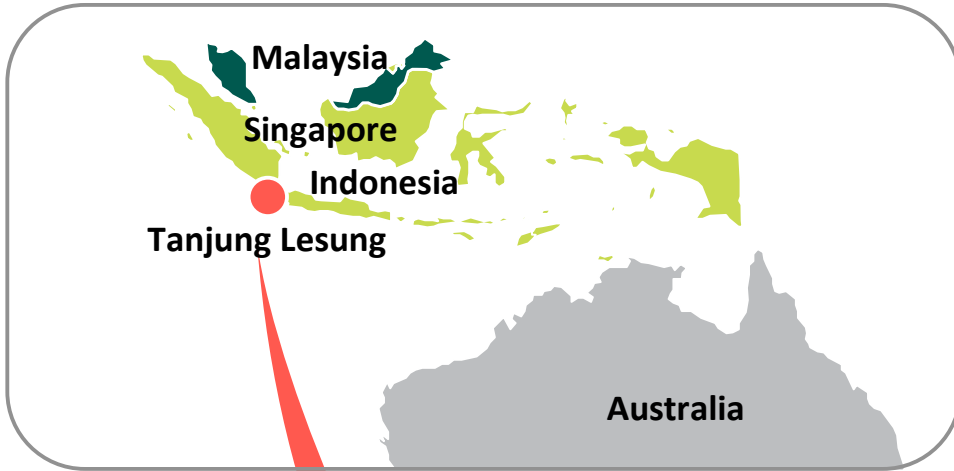 Malaysia
Singapore
Indonesia
Tanjung Lesung
Australia